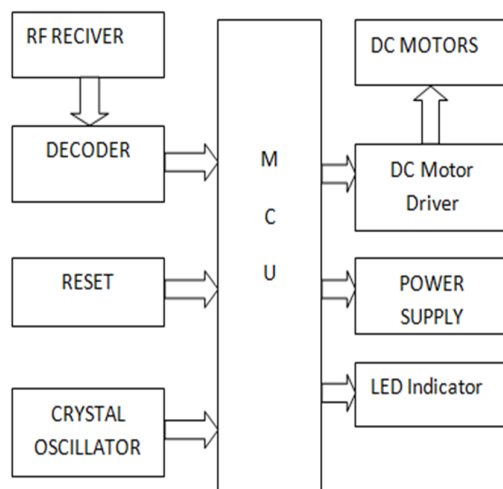 RF RECIVER
DECODER
RESET
CRYSTAL
OSCILLATOR
M
C
U
DC MOTORS
DC Motor
Driver
POWER
SUPPLY
LED Indicator